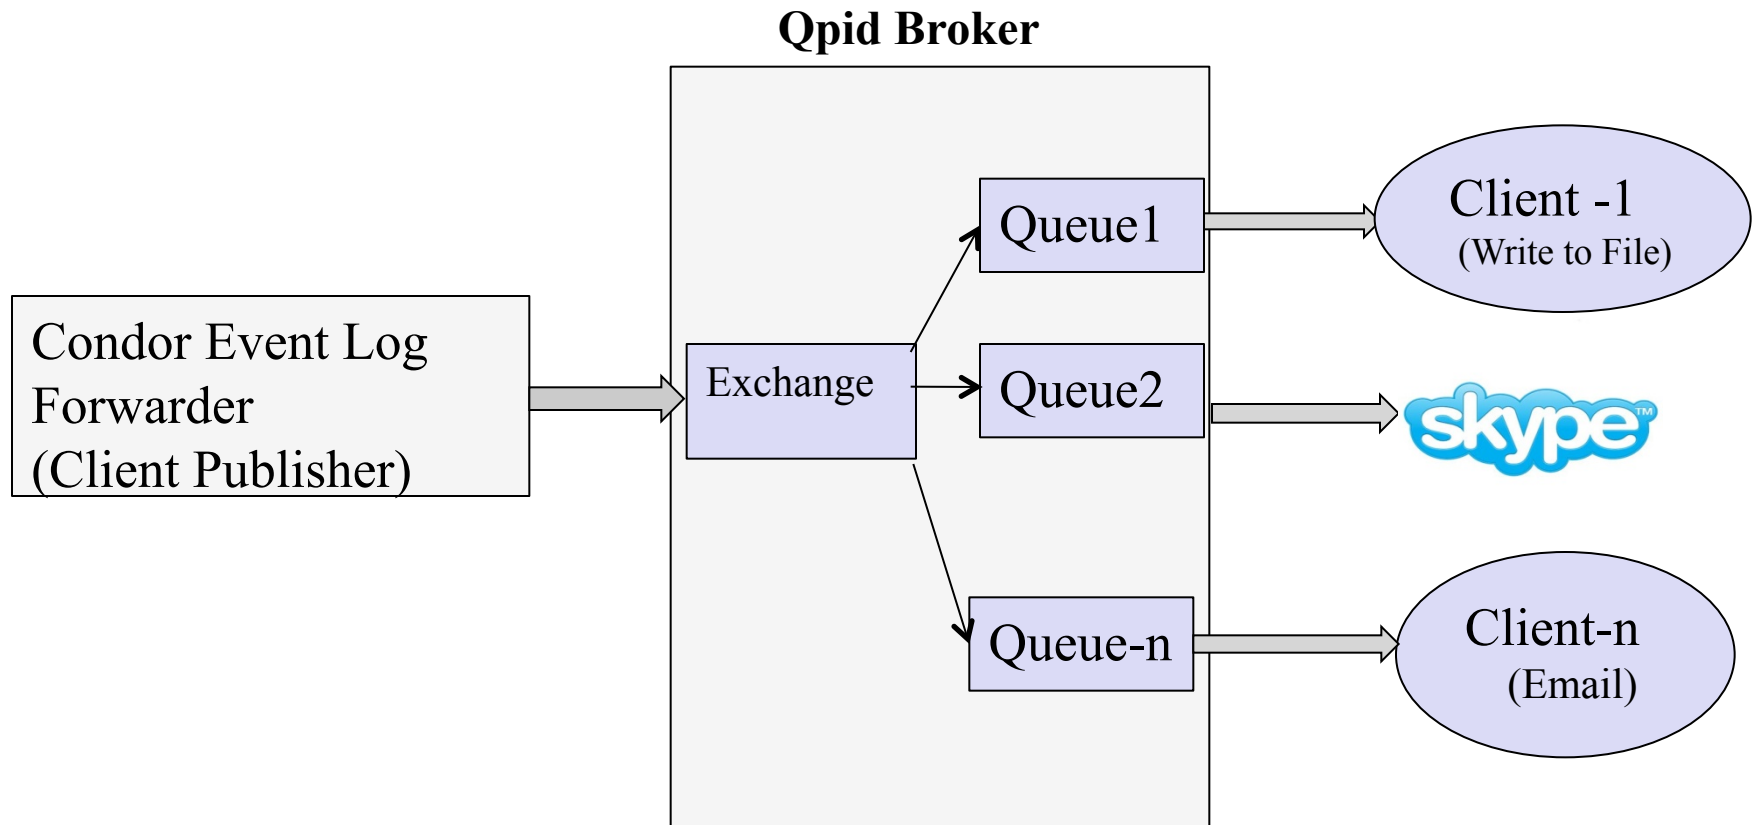 Qpid Broker
Condor Event Log
Forwarder
(Client Publisher)
Exchange
Queue1
Queue2
Queue-n
Client -1
(Write to File)
skype™
Client-n
(Email)